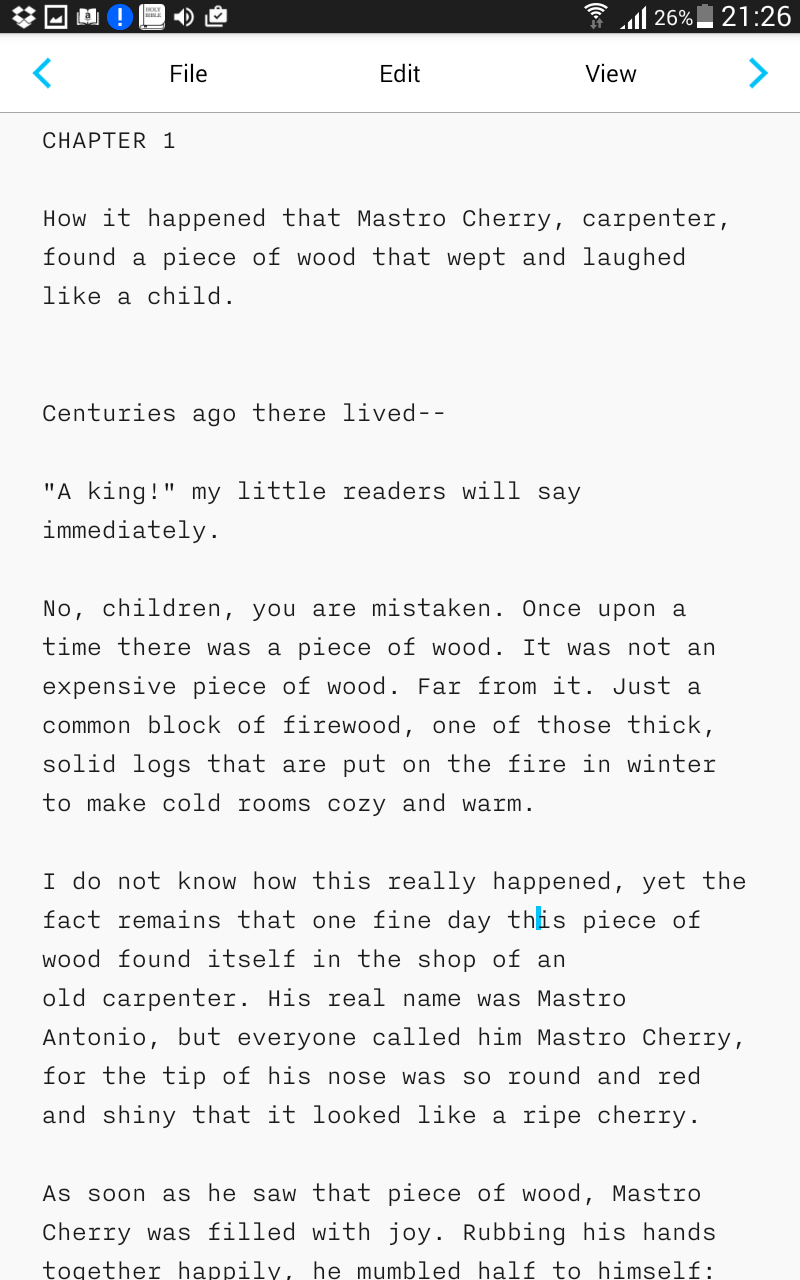 26% 21:26
File Edit View
CHAPTER 1
How it happened that Mastro Cherry, carpenter,
found a piece of wood that wept and laughed
like a child.
Centuries ago there lived--
"A king!" my little readers will say
immediately.
No, children, you are mistaken. Once upon a
time there was a piece of wood. It was not an
expensive piece of wood. Far from it. Just a
common block of firewood, one of those thick,
solid logs that are put on the fire in winter
to make cold rooms cozy and warm.
I do not know how this really happened, yet the
fact remains that one fine day this piece of
wood found itself in the shop of an
old carpenter. His real name was Mastro
Antonio, but everyone called him Mastro Cherry,
for the tip of his nose was so round and red
and shiny that it looked like a ripe cherry.
As soon as he saw that piece of wood, Mastro
Cherry was filled with joy. Rubbing his hands
together happily, he mumbled half to himself: